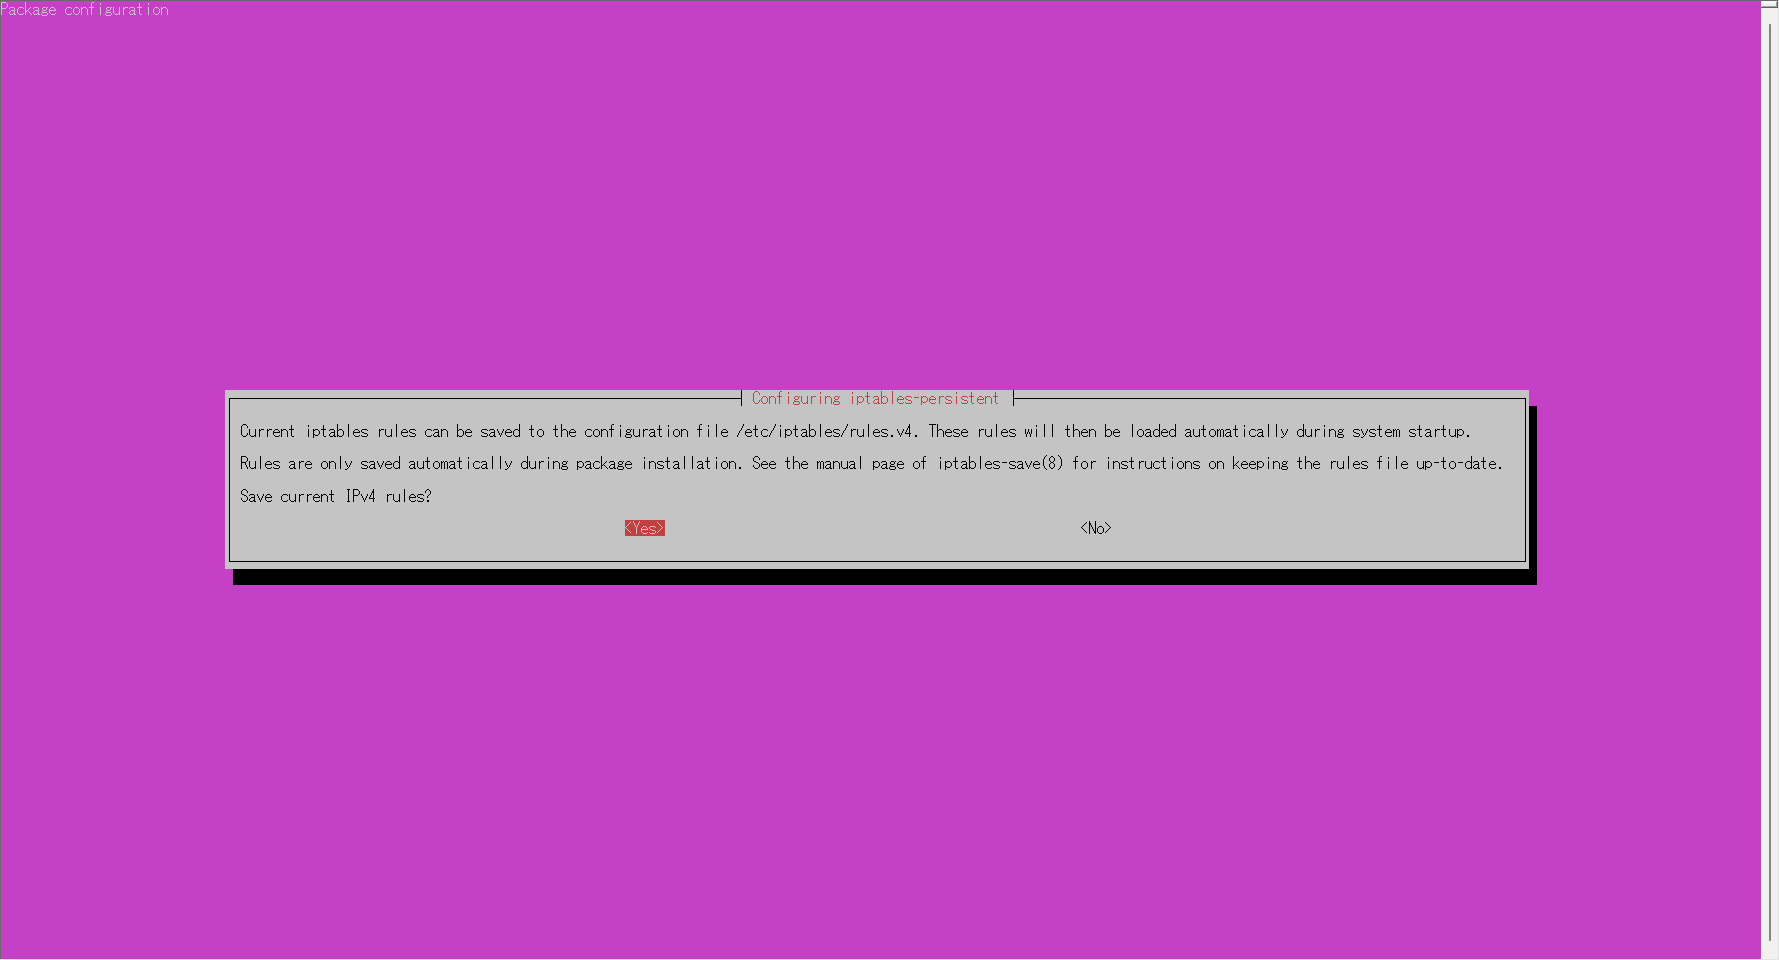 Package configuration
Configuring iptables-persistent
Current iptables rules can be saved to the configuration file /etc/iptables/rules.v4. These rules will then be loaded automatically during system startup.
Rules are only saved automatically during package installation. See the manual page of iptables-save(8) for instructions on keeping the rules file up-to-date.
Save current IPv4 rules?
<Yes> <No>